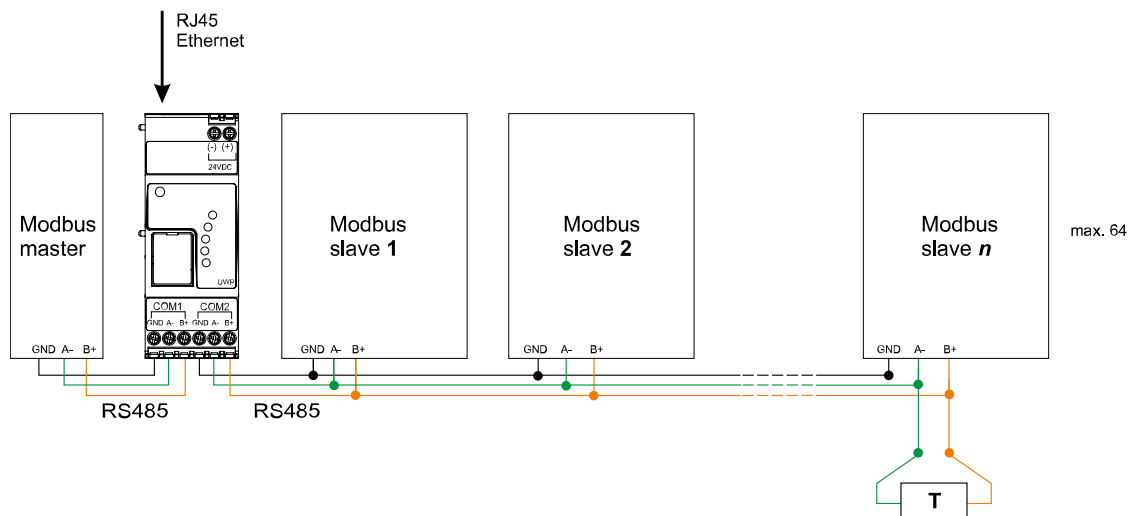 RJ45
Ethernet
(-) (+)
24VDC
Modbus
master
Modbus
slave 1
Modbus
slave 2
Modbus
slave n
max. 64
UWP
COM1 COM2
GND A- B+ GND A- B+
GND A- B+
GND A- B+
GND A- B+
GND A- B+
RS485
RS485
T